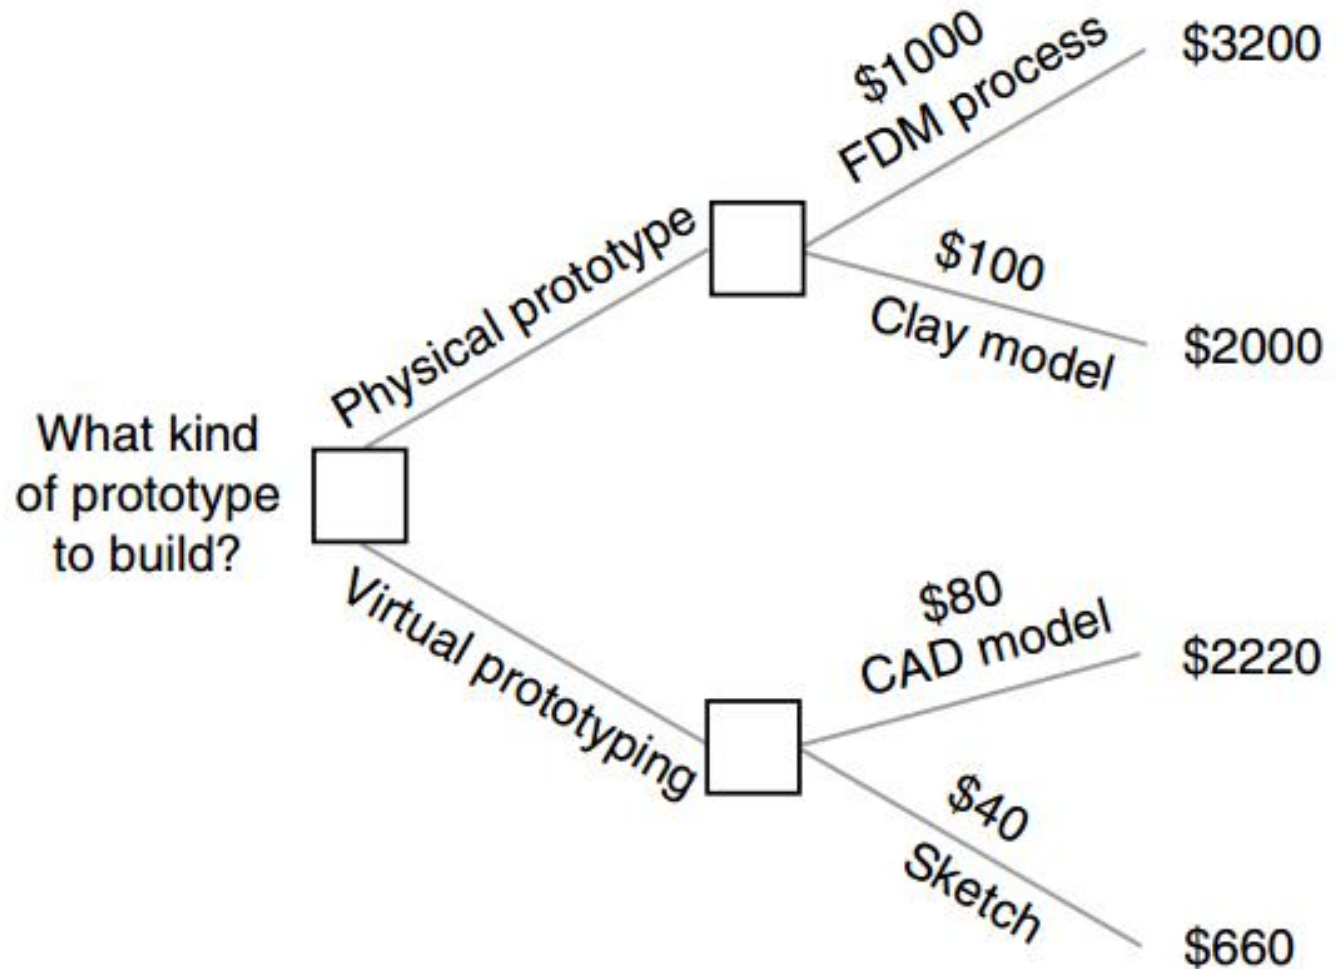 $1000
FDM process
$3200
$100
Clay model
$2000
Physical prototype
What kind
of prototype
to build?
Virtual prototyping
$80
CAD model
$2220
$40
Sketch
$660